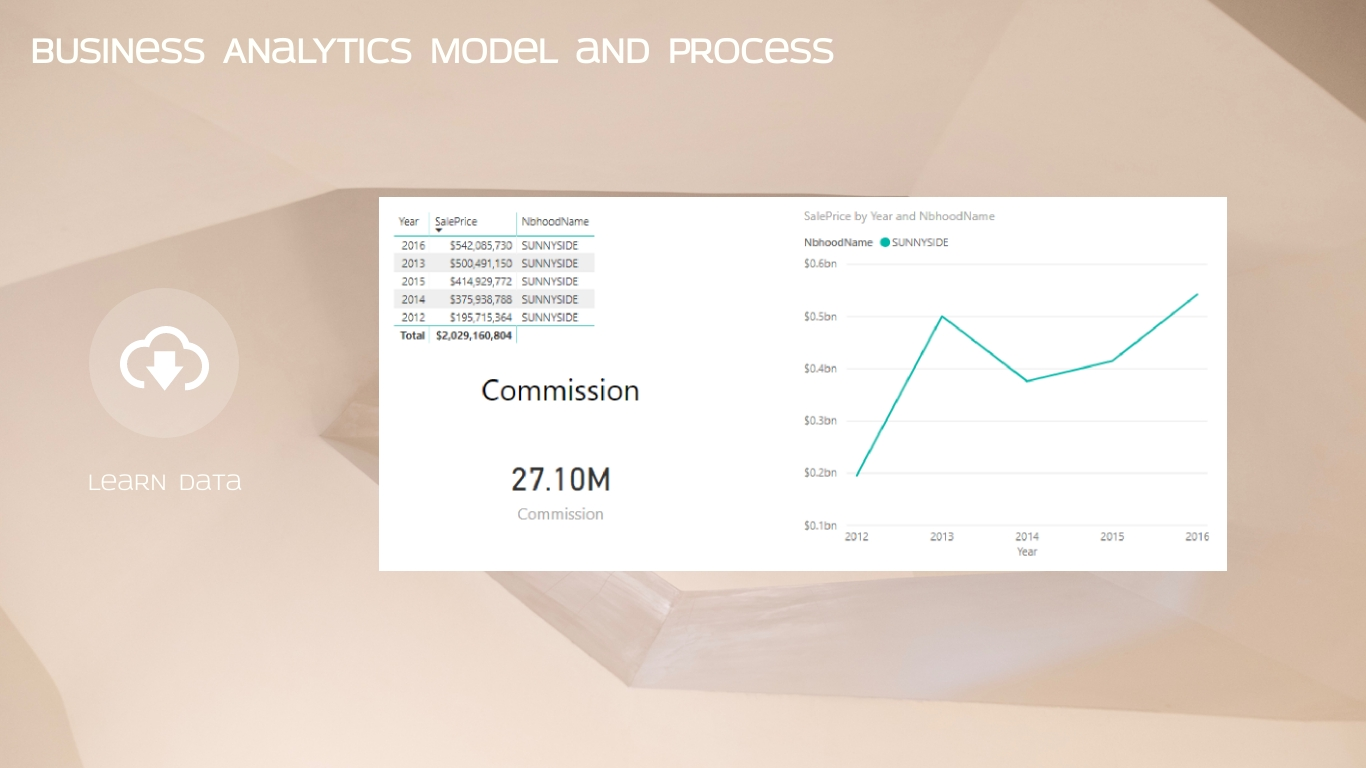 BUSINESS ANALYTICS MODEL AND PROCESS
LEARN DATA
Year SalePrice NbhoodName
2016 $542,085,730 SUNNYSIDE
2013 $500,491,150 SUNNYSIDE
2015 $414,929,772 SUNNYSIDE
2014 $375,938,788 SUNNYSIDE
2012 $195,715,364 SUNNYSIDE
Total $2,029,160,804
Commission
27.10M
Commission
SalePrice by Year and NbhoodName
NbhoodName SUNNYSIDE
$0.6bn
$0.5bn
$0.4bn
$0.3bn
$0.2bn
$0.1bn
2012 2013 2014 2015 2016
Year